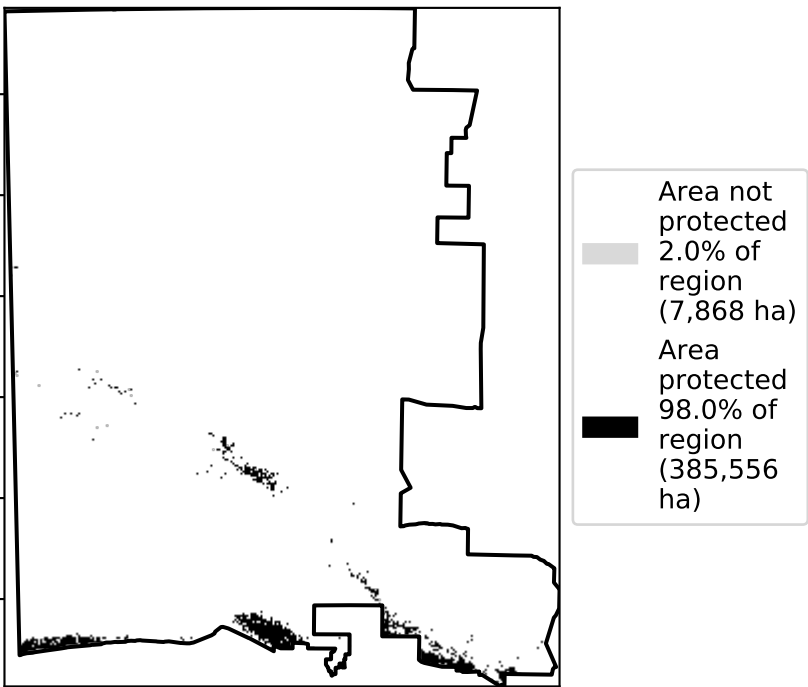 Area not
protected
2.0% of
region
(7,868 ha)
Area
protected
98.0% of
region
(385,556
ha)